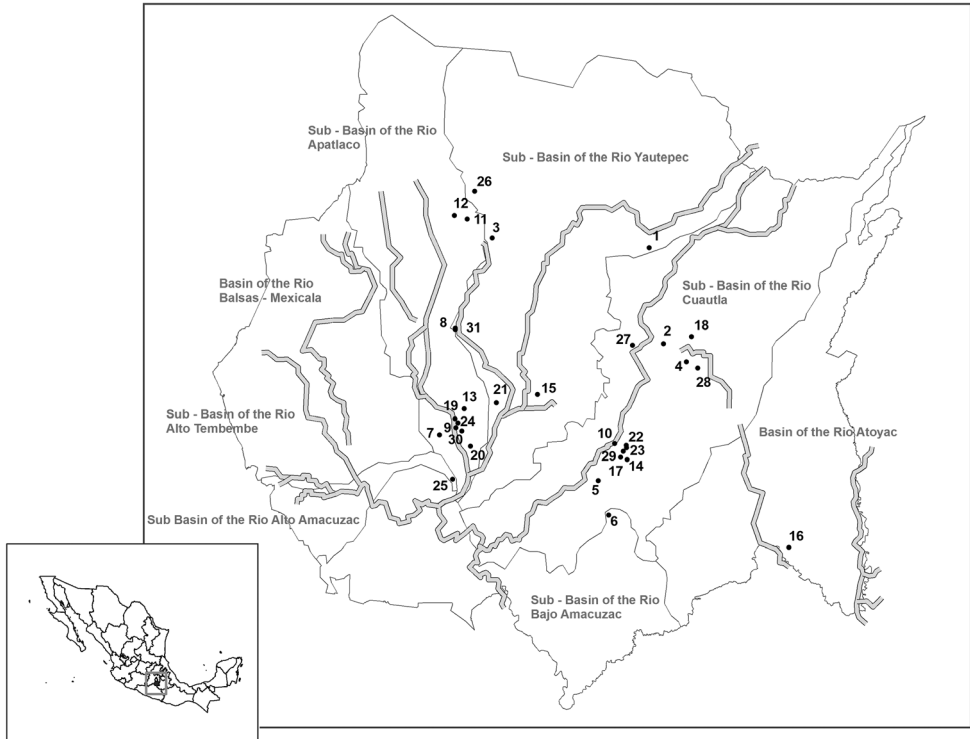 Sub - Basin of the Rio
Apatlaco
Sub - Basin of the Rio Yautepec
26
12
11
3
1
Basin of the Rio
Balsas - Mexicala
Sub - Basin of the Rio
Cuautla
8
31
27
2
18
4
28
21
15
13
19
24
9
7
30
20
Sub - Basin of the Rio
Alto Tembembe
Basin of the Rio Atoyac
10
22
23
29
14
17
5
25
6
Sub Basin of the Rio Alto Amacuzac
16
Sub - Basin of the Rio
Bajo Amacuzac